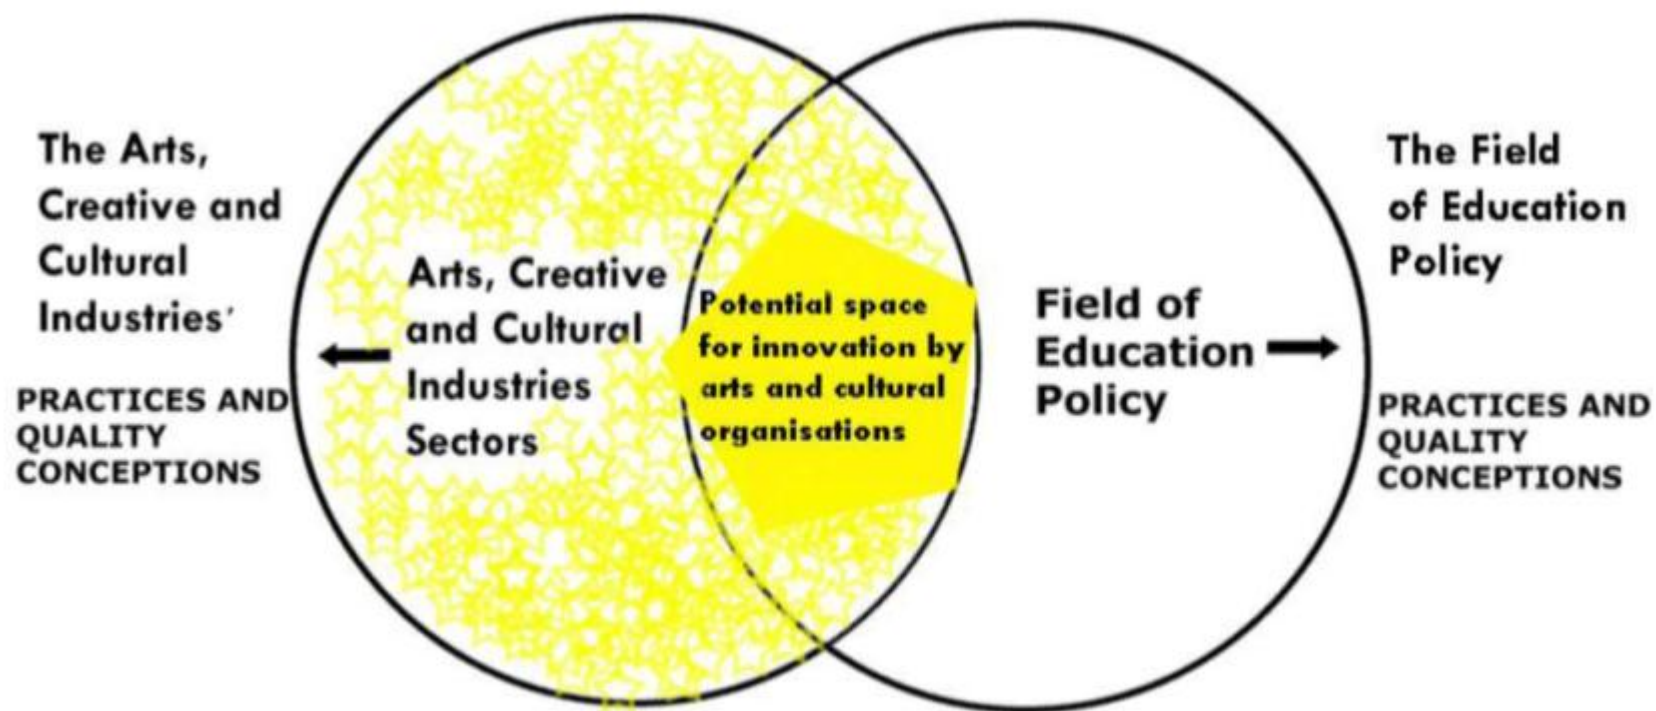 The Arts,
Creative and
Cultural
Industries'
PRACTICES AND
QUALITY
CONCEPTIONS
Arts, Creative
and Cultural
Industries
Sectors
Potential space
for innovation by
arts and cultural
organisations
Field of
Education
Policy
The Field
of Education
Policy
PRACTICES AND
QUALITY
CONCEPTIONS